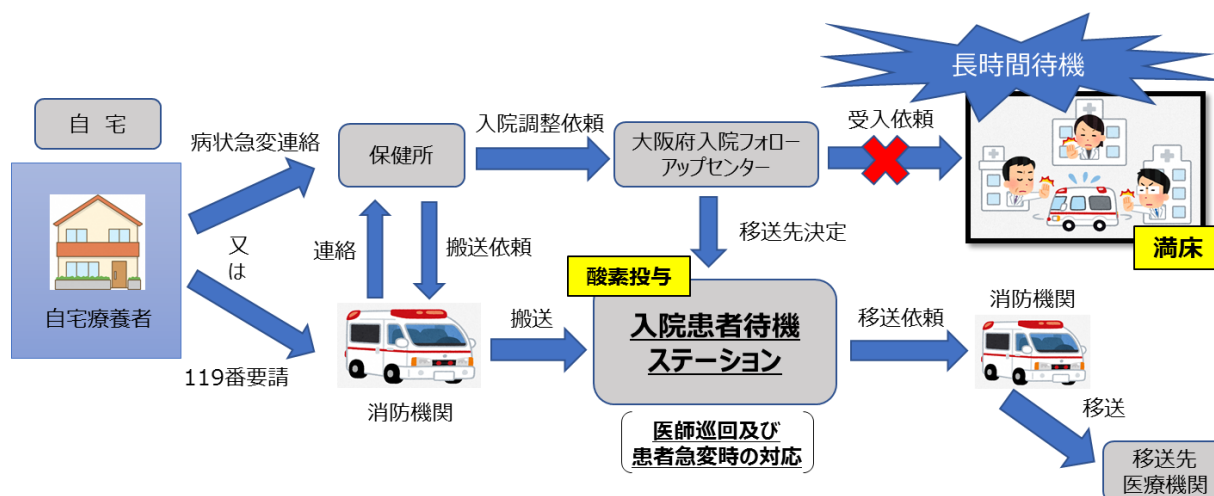 自 宅
自宅療養者
病状急変連絡
又
は
119番要請
保健所
連絡
搬送依頼
消防機関
入院調整依頼
大阪府入院フォロー
アップセンター
受入依頼
長時間待機
満床
移送先決定
酸素投与
搬送
入院患者待機
ステーション
医師巡回及び
患者急変時の対応
移送依頼
消防機関
移送
移送先
医療機関